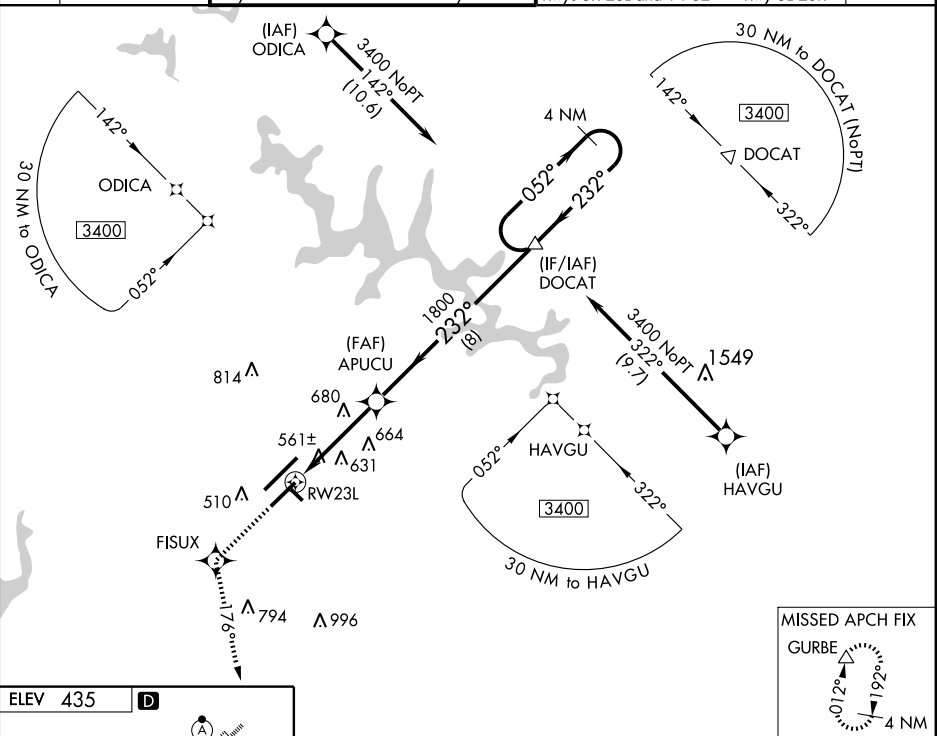 (IAF)
ODICA
3400 NoPT
142°
(10.6)
30 NM to DOCAT (NoPT)
142°
3400
DOCAT
322°
4 NM
052°
232°
142°
ODICA
30 NM to ODICA
3400
052°
(IF/IAF)
DOCAT
1800
232°
(8)
3400 NoPT
322°
(9.7)
1549
(FAF)
APUCU
814
680
664
561±
631
(IAF)
HAVGU
HAVGU
052°
322°
3400
30 NM to HAVGU
510
RW23L
FISUX
794
996
176°
MISSED APCH FIX
GURBE
012°
192°
4 NM
ELEV 435
D
A